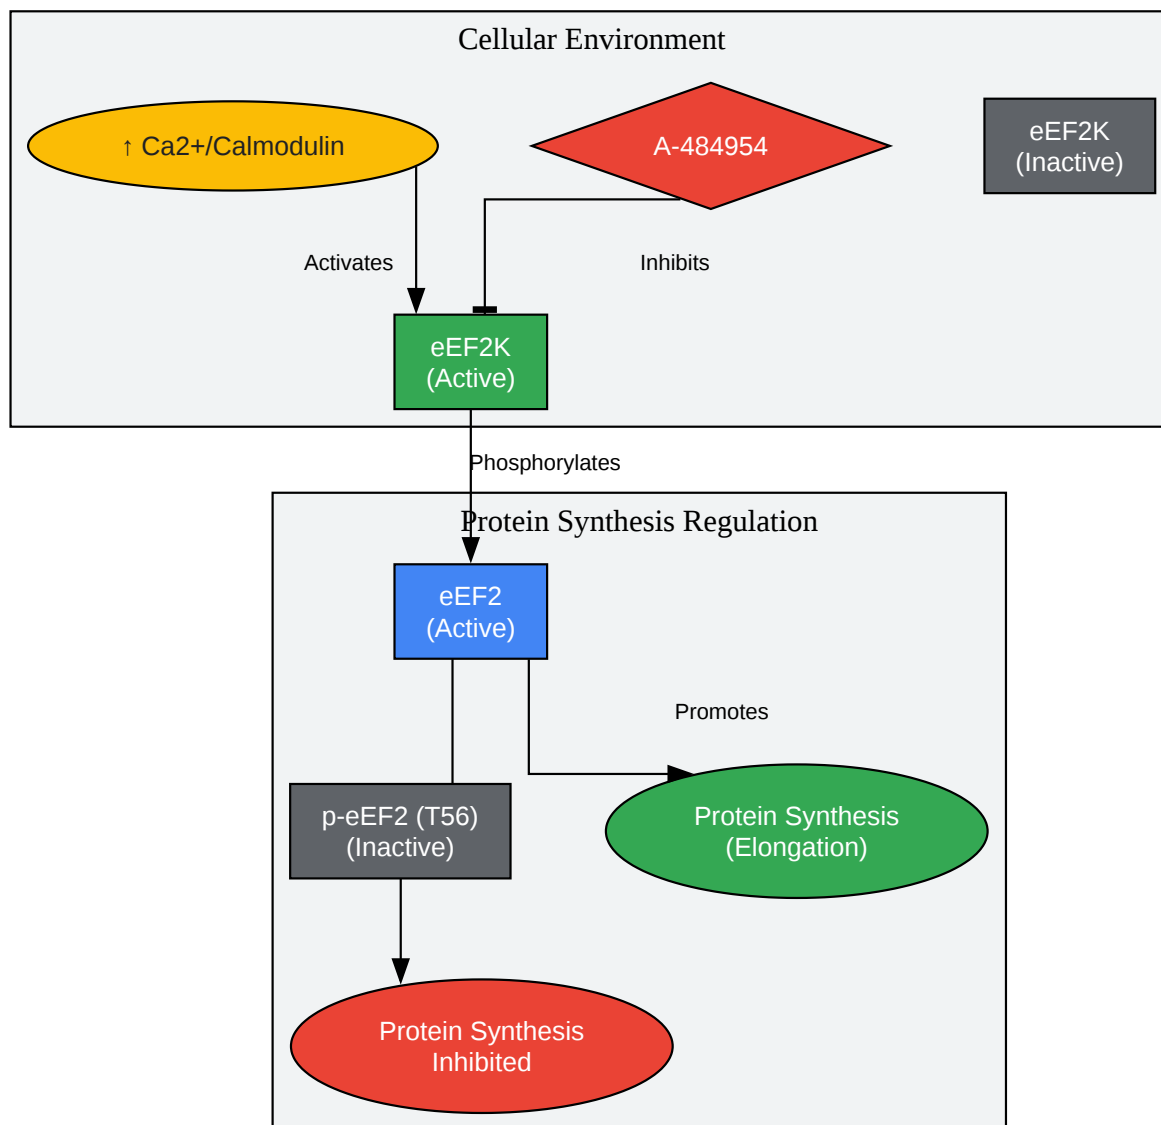 Cellular Environment
↑ Ca2+/Calmodulin
A-484954
eEF2K
(Inactive)
Activates
Inhibits
eEF2K
(Active)
Phosphorylates
Protein Synthesis Regulation
eEF2
(Active)
Promotes
p-eEF2 (T56)
(Inactive)
Protein Synthesis
(Elongation)
Protein Synthesis
Inhibited